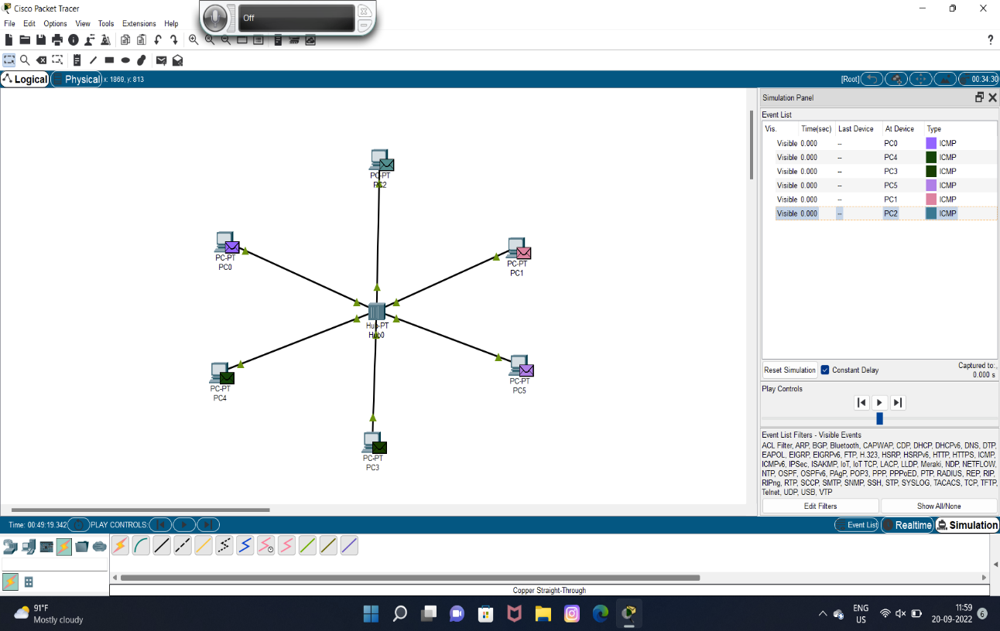 Cisco Packet Tracer
Off
File Edit Options View Tools Extensions Help
?
Logical Physical x: 1869, y: 813 [Root] 00:34:30
Simulation Panel
Event List
Vis. Time(sec) Last Device At Device Type
Visible 0.000 -- PC0 ICMP
Visible 0.000 -- PC4 ICMP
Visible 0.000 -- PC3 ICMP
Visible 0.000 -- PC5 ICMP
Visible 0.000 -- PC1 ICMP
Visible 0.000 -- PC2 ICMP
PC-PT
PC2
PC-PT
PC0
PC-PT
PC1
Hub-PT
Hub0
PC-PT
PC4
PC-PT
PC5
PC-PT
PC3
Reset Simulation Constant Delay Captured to:
0.000 s
Play Controls
Event List Filters - Visible Events
ACL Filter, ARP, BGP, Bluetooth, CAPWAP, CDP, DHCP, DHCPv6, DNS, DTP,
EAPOL, EIGRP, EIGRPv6, FTP, H.323, HSRP, HSRPv6, HTTP, HTTPS, ICMP,
ICMPv6, IPSec, ISAKMP, IoT, IoT TCP, LACP, LLDP, Meraki, NDP, NETFLOW,
NTP, OSPF, OSPFv6, PAgP, POP3, PPP, PPPoED, PTP, RADIUS, REP, RIP,
RIPng, RTP, SCCP, SMTP, SNMP, SSH, STP, SYSLOG, TACACS, TCP, TFTP,
Telnet, UDP, USB, VTP
Edit Filters Show All/None
Time: 00:49:19.342 PLAY CONTROLS: Event List Realtime Simulation
Copper Straight-Through
91°F
Mostly cloudy
ENG
US
11:59
20-09-2022
6